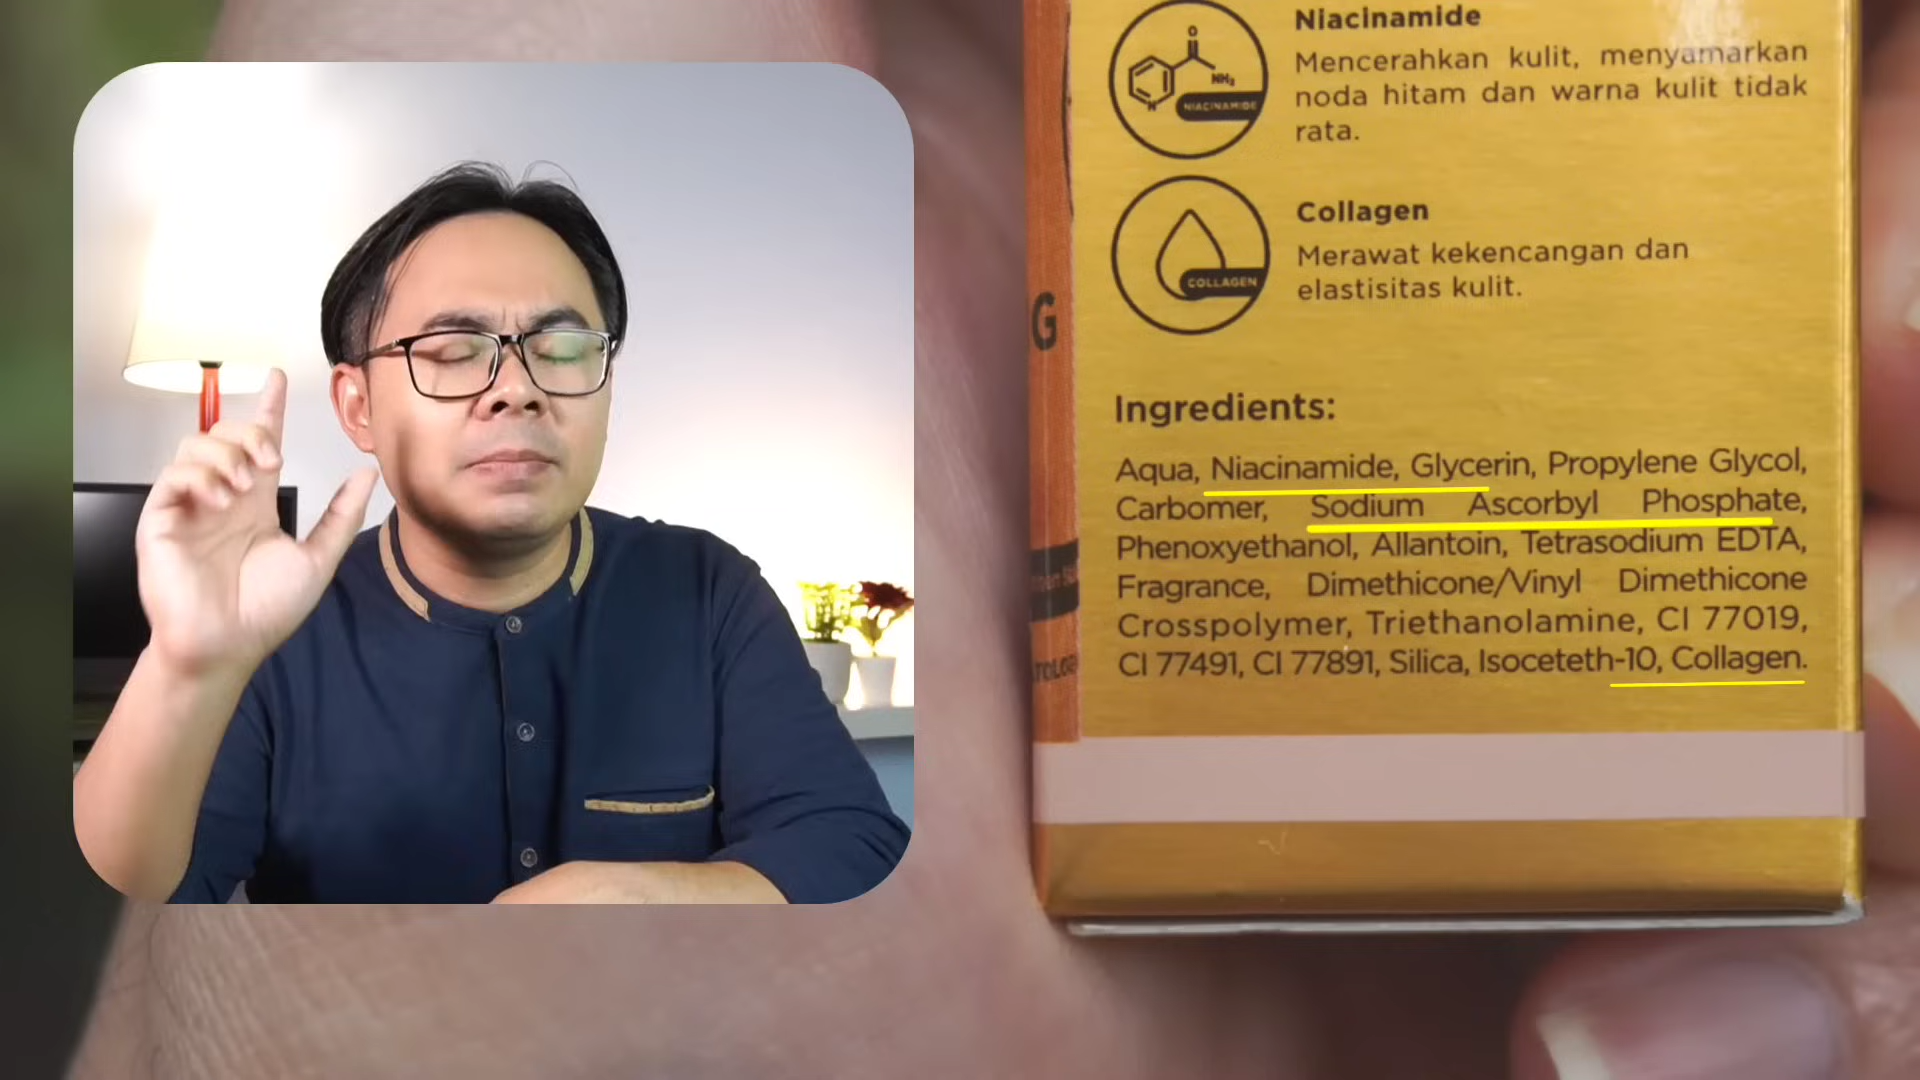 Niacinamide
Mencerahkan kulit, menyamarkan
noda hitam dan warna kulit tidak
rata.
O
NH₂
N
NIACINAMIDE
Collagen
Merawat kekencangan dan
elastisitas kulit.
COLLAGEN
G
Ingredients:
Aqua, Niacinamide, Glycerin, Propylene Glycol,
Carbomer, Sodium Ascorbyl Phosphate,
Phenoxyethanol, Allantoin, Tetrasodium EDTA,
Fragrance, Dimethicone/Vinyl Dimethicone
Crosspolymer, Triethanolamine, CI 77019,
CI 77491, CI 77891, Silica, Isoceteth-10, Collagen.